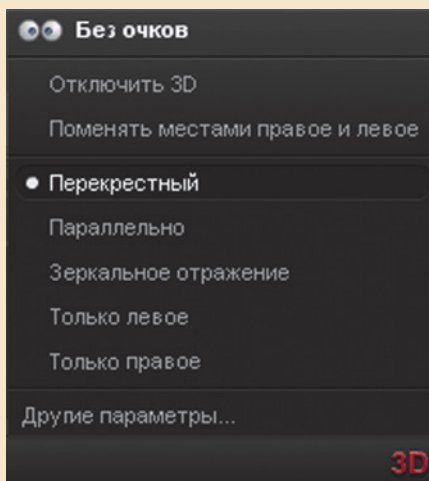 Без очков
Отключить 3D
Поменять местами правое и левое
Перекрестный
Параллельно
Зеркальное отражение
Только левое
Только правое
Другие параметры...
3D